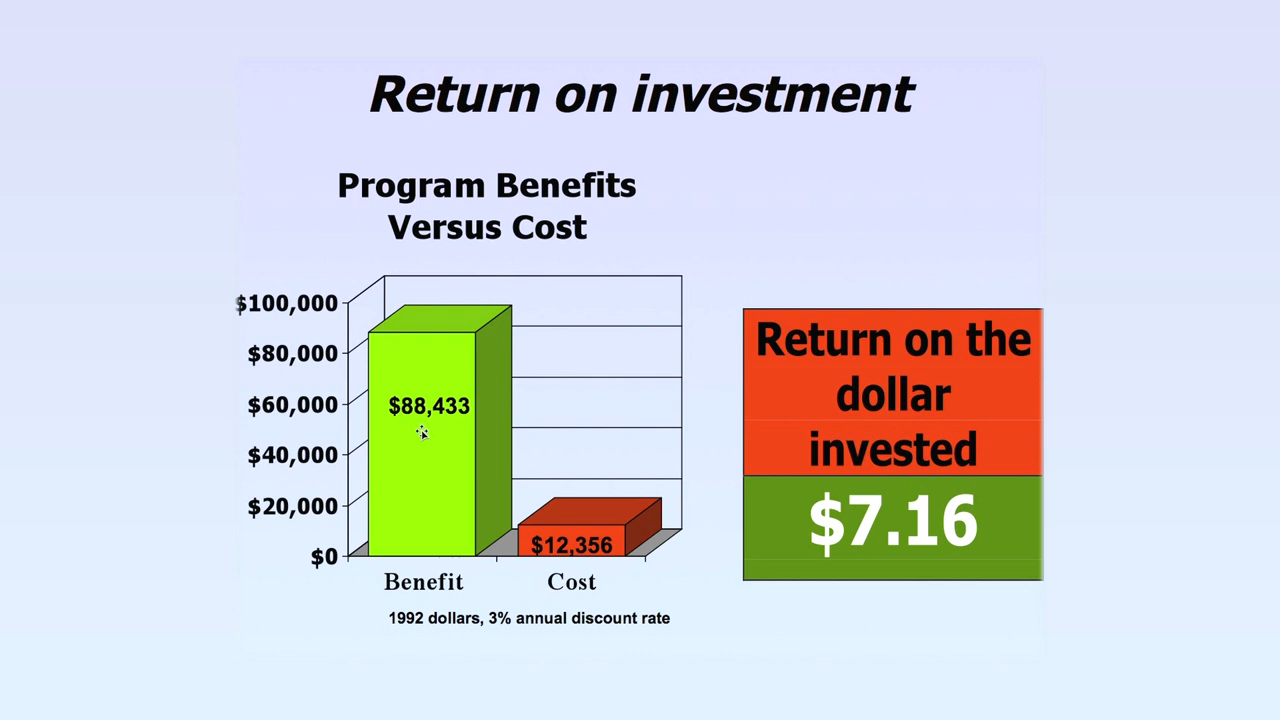 Return on investment
Program Benefits
Versus Cost
$100,000
$80,000
$60,000
$40,000
$20,000
$0
$88,433
$12,356
Benefit
Cost
1992 dollars, 3% annual discount rate
Return on the
dollar
invested
$7.16